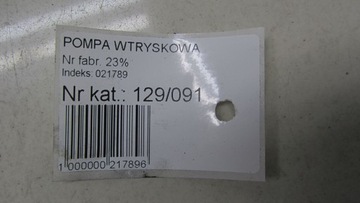 POMPA WTRYSKOWA
Nr fabr. 23%
Indeks: 021789
Nr kat.: 129/091
1 000000 217896